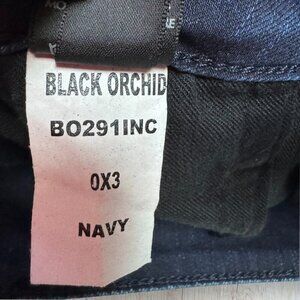 BLACK ORCHID
BO291INC
0X3
NAVY